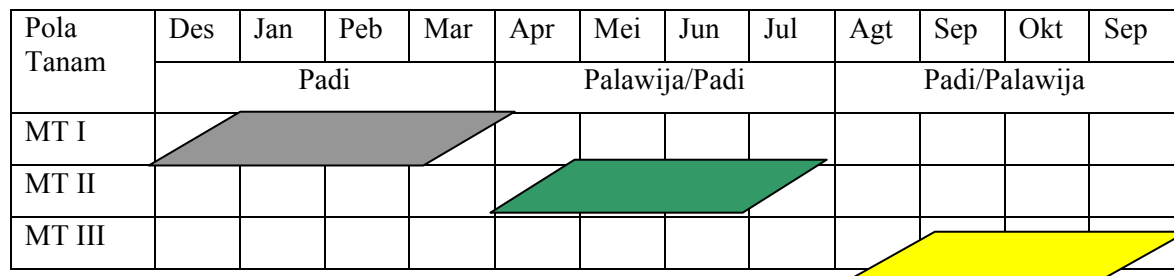 Pola Tanam Des Jan Peb Mar Apr Mei Jun Jul Agt Sep Okt Sep
Padi Palawija/Padi Padi/Palawija
MT I
MT II
MT III